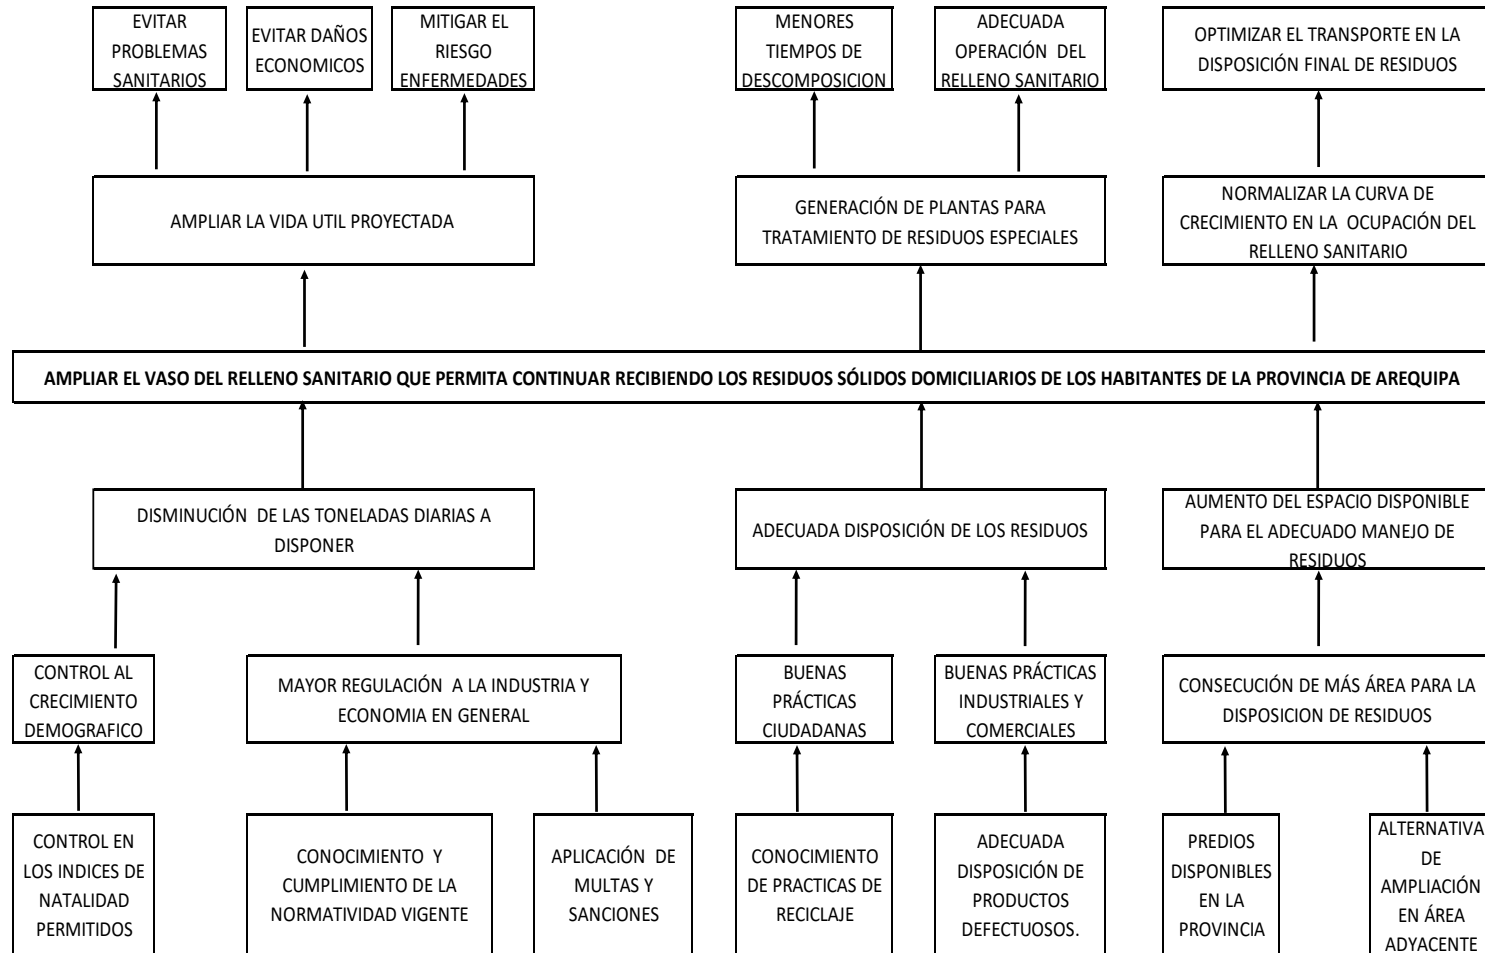 EVITAR
PROBLEMAS
SANITARIOS
EVITAR DAÑOS
ECONOMICOS
MITIGAR EL
RIESGO
ENFERMEDADES
MENORES
TIEMPOS DE
DESCOMPOSICION
ADECUADA
OPERACIÓN DEL
RELLENO SANITARIO
OPTIMIZAR EL TRANSPORTE EN LA
DISPOSICIÓN FINAL DE RESIDUOS
AMPLIAR LA VIDA UTIL PROYECTADA
GENERACIÓN DE PLANTAS PARA
TRATAMIENTO DE RESIDUOS ESPECIALES
NORMALIZAR LA CURVA DE
CRECIMIENTO EN LA OCUPACIÓN DEL
RELLENO SANITARIO
AMPLIAR EL VASO DEL RELLENO SANITARIO QUE PERMITA CONTINUAR RECIBIENDO LOS RESIDUOS SÓLIDOS DOMICILIARIOS DE LOS HABITANTES DE LA PROVINCIA DE AREQUIPA
DISMINUCIÓN DE LAS TONELADAS DIARIAS A
DISPONER
ADECUADA DISPOSICIÓN DE LOS RESIDUOS
AUMENTO DEL ESPACIO DISPONIBLE
PARA EL ADECUADO MANEJO DE
RESIDUOS
CONTROL AL
CRECIMIENTO
DEMOGRAFICO
MAYOR REGULACIÓN A LA INDUSTRIA Y
ECONOMIA EN GENERAL
BUENAS
PRÁCTICAS
CIUDADANAS
BUENAS PRÁCTICAS
INDUSTRIALES Y
COMERCIALES
CONSECUCIÓN DE MÁS ÁREA PARA LA
DISPOSICION DE RESIDUOS
CONTROL EN
LOS INDICES DE
NATALIDAD
PERMITIDOS
CONOCIMIENTO Y
CUMPLIMIENTO DE LA
NORMATIVIDAD VIGENTE
APLICACIÓN DE
MULTAS Y
SANCIONES
CONOCIMIENTO
DE PRACTICAS DE
RECICLAJE
ADECUADA
DISPOSICIÓN DE
PRODUCTOS
DEFECTUOSOS.
PREDIOS
DISPONIBLES
EN LA
PROVINCIA
ALTERNATIVA
DE
AMPLIACIÓN
EN ÁREA
ADYACENTE